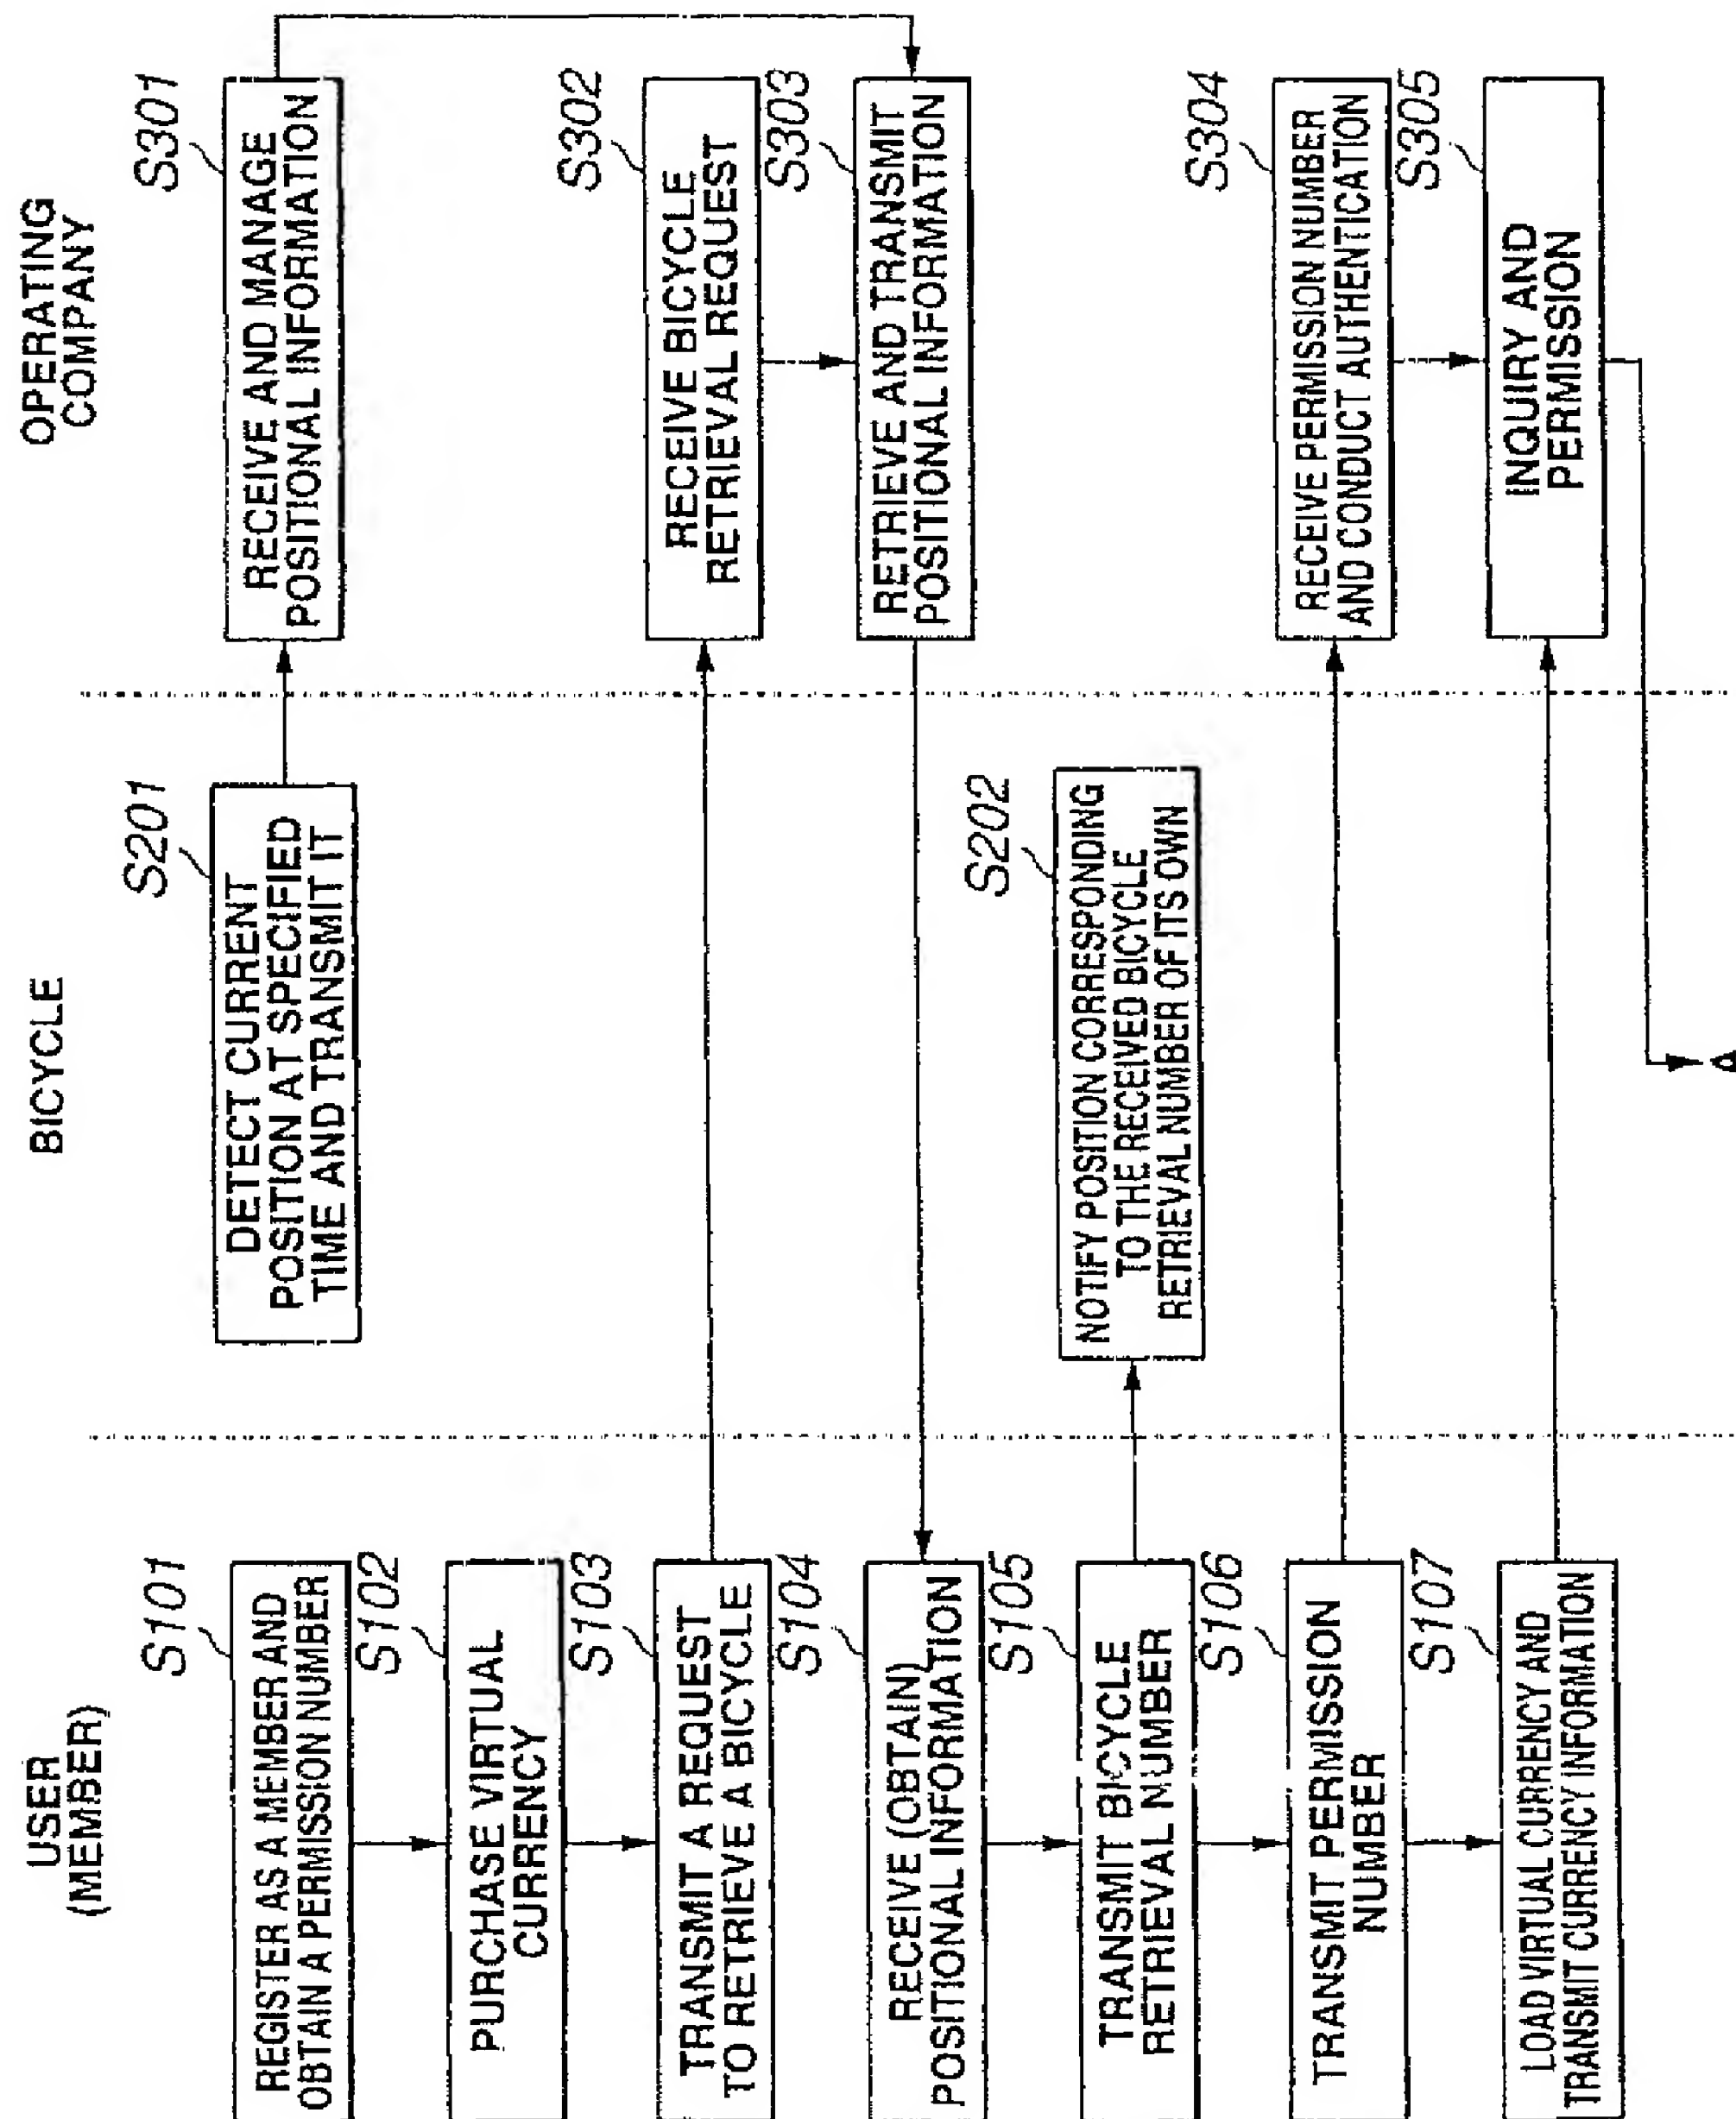 USER
(MEMBER)
BICYCLE
OPERATING
COMPANY
S101
REGISTER AS A MEMBER AND
OBTAIN A PERMISSION NUMBER
S102
PURCHASE VIRTUAL
CURRENCY
S103
TRANSMIT A REQUEST
TO RETRIEVE A BICYCLE
S104
RECEIVE (OBTAIN)
POSITIONAL INFORMATION
S105
TRANSMIT BICYCLE
RETRIEVAL NUMBER
S106
TRANSMIT PERMISSION
NUMBER
S107
LOAD VIRTUAL CURRENCY AND
TRANSMIT CURRENCY INFORMATION
S201
DETECT CURRENT
POSITION AT SPECIFIED
TIME AND TRANSMIT IT
S202
NOTIFY POSITION CORRESPONDING
TO THE RECEIVED BICYCLE
RETRIEVAL NUMBER OF ITS OWN
S301
RECEIVE AND MANAGE
POSITIONAL INFORMATION
S302
RECEIVE BICYCLE
RETRIEVAL REQUEST
S303
RETRIEVE AND TRANSMIT
POSITIONAL INFORMATION
S304
RECEIVE PERMISSION NUMBER
AND CONDUCT AUTHENTICATION
S305
INQUIRY AND
PERMISSION